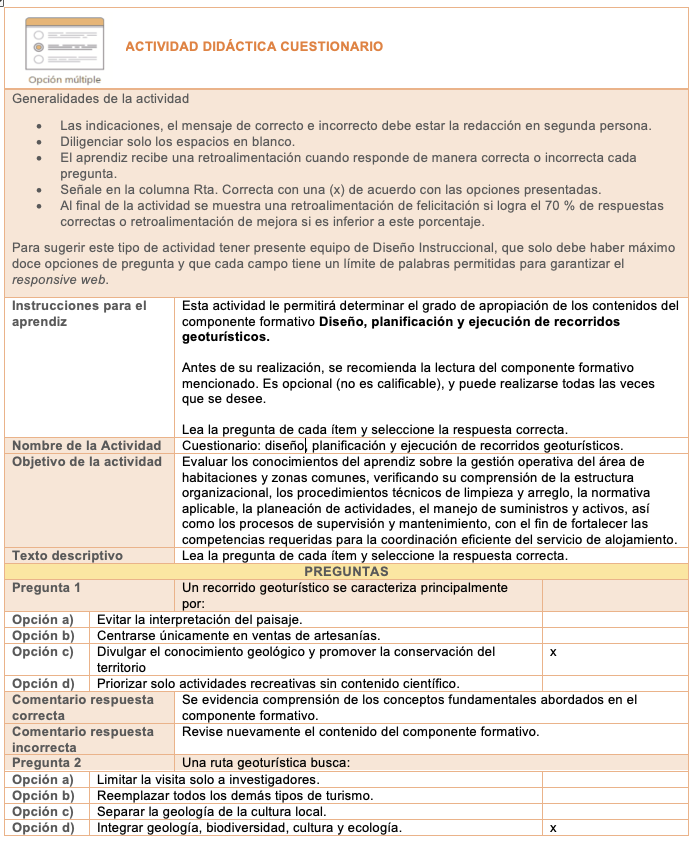 ACTIVIDAD DIDÁCTICA CUESTIONARIO
Opción múltiple
Generalidades de la actividad
• Las indicaciones, el mensaje de correcto e incorrecto debe estar la redacción en segunda persona.
• Diligenciar solo los espacios en blanco.
• El aprendiz recibe una retroalimentación cuando responde de manera correcta o incorrecta cada
pregunta.
• Señale en la columna Rta. Correcta con una (x) de acuerdo con las opciones presentadas.
• Al final de la actividad se muestra una retroalimentación de felicitación si logra el 70 % de respuestas
correctas o retroalimentación de mejora si es inferior a este porcentaje.
Para sugerir este tipo de actividad tener presente equipo de Diseño Instruccional, que solo debe haber máximo
doce opciones de pregunta y que cada campo tiene un límite de palabras permitidas para garantizar el
responsive web.
Instrucciones para el
aprendiz
Esta actividad le permitirá determinar el grado de apropiación de los contenidos del
componente formativo Diseño, planificación y ejecución de recorridos
geoturísticos.
Antes de su realización, se recomienda la lectura del componente formativo
mencionado. Es opcional (no es calificable), y puede realizarse todas las veces
que se desee.
Lea la pregunta de cada ítem y seleccione la respuesta correcta.
Nombre de la Actividad
Cuestionario: diseño, planificación y ejecución de recorridos geoturísticos.
Objetivo de la actividad
Evaluar los conocimientos del aprendiz sobre la gestión operativa del área de
habitaciones y zonas comunes, verificando su comprensión de la estructura
organizacional, los procedimientos técnicos de limpieza y arreglo, la normativa
aplicable, la planeación de actividades, el manejo de suministros y activos, así
como los procesos de supervisión y mantenimiento, con el fin de fortalecer las
competencias requeridas para la coordinación eficiente del servicio de alojamiento.
Texto descriptivo
Lea la pregunta de cada ítem y seleccione la respuesta correcta.
PREGUNTAS
Pregunta 1
Un recorrido geoturístico se caracteriza principalmente
por:
Opción a) Evitar la interpretación del paisaje.
Opción b) Centrarse únicamente en ventas de artesanías.
Opción c) Divulgar el conocimiento geológico y promover la conservación del x
territorio
Opción d) Priorizar solo actividades recreativas sin contenido científico.
Comentario respuesta
correcta
Se evidencia comprensión de los conceptos fundamentales abordados en el
componente formativo.
Comentario respuesta
incorrecta
Revise nuevamente el contenido del componente formativo.
Pregunta 2
Una ruta geoturística busca:
Opción a) Limitar la visita solo a investigadores.
Opción b) Reemplazar todos los demás tipos de turismo.
Opción c) Separar la geología de la cultura local.
Opción d) Integrar geología, biodiversidad, cultura y ecología. x